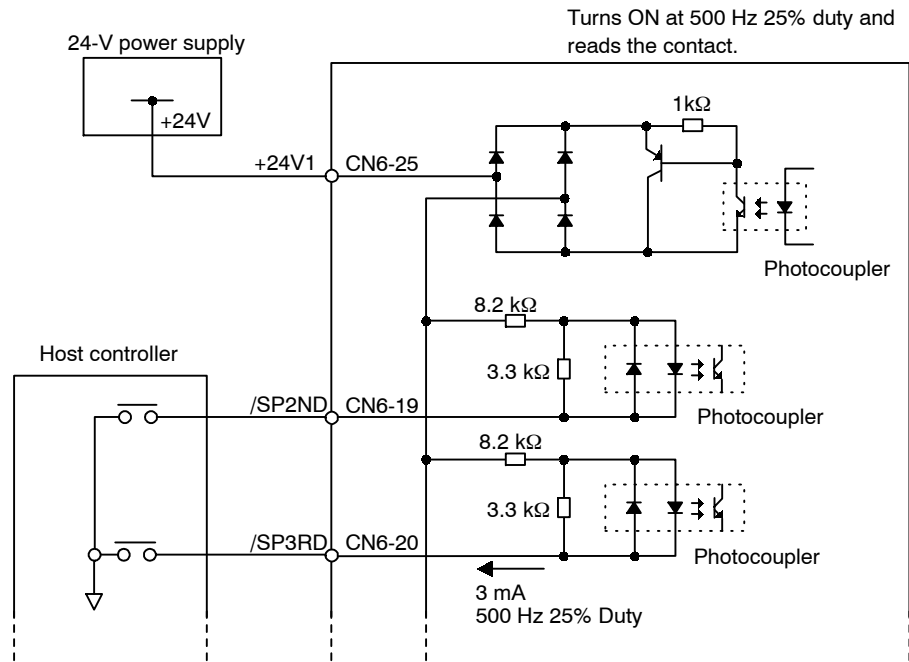 Turns ON at 500 Hz 25% duty and
reads the contact.
24-V power supply
+24V
1kΩ
+24V1
CN6-25
Photocoupler
8.2 kΩ
Host controller
3.3 kΩ
/SP2ND
CN6-19
Photocoupler
8.2 kΩ
3.3 kΩ
/SP3RD
CN6-20
Photocoupler
3 mA
500 Hz 25% Duty